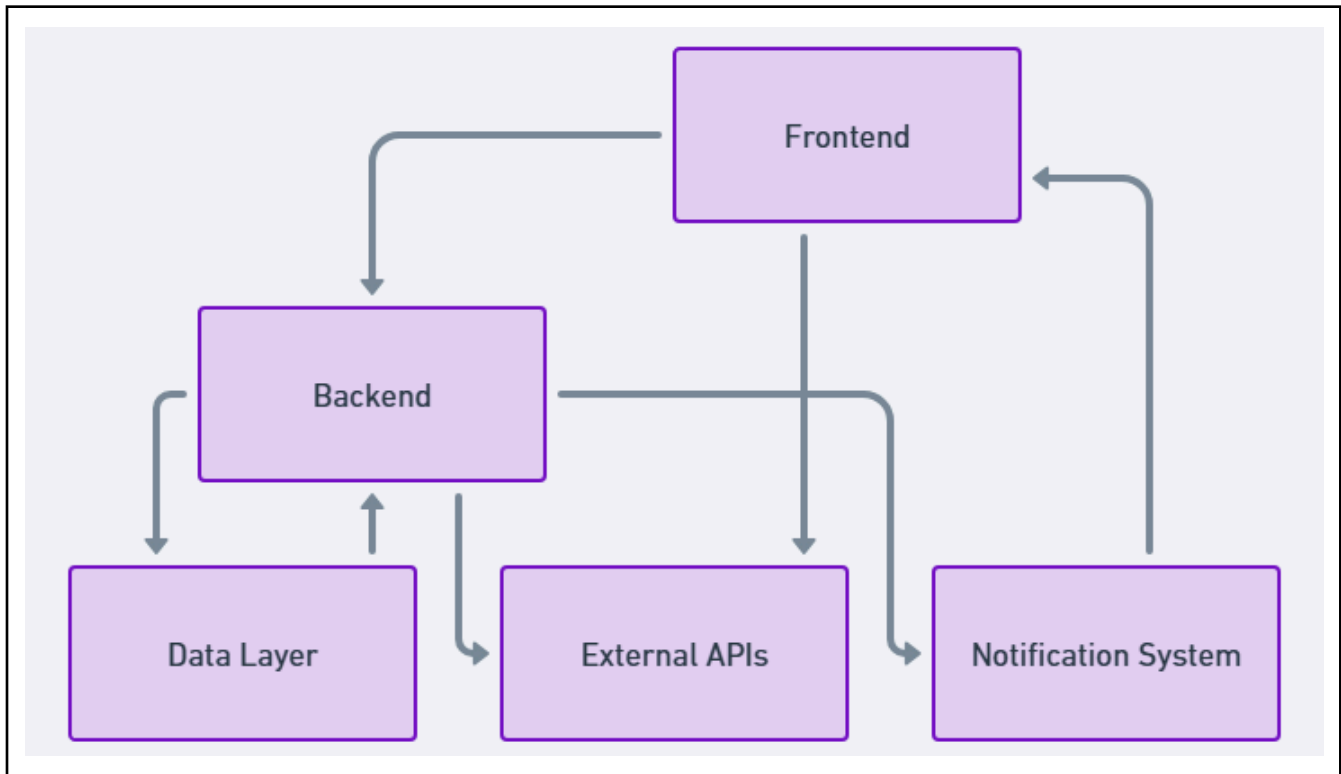 Frontend
Backend
Data Layer
External APIs
Notification System